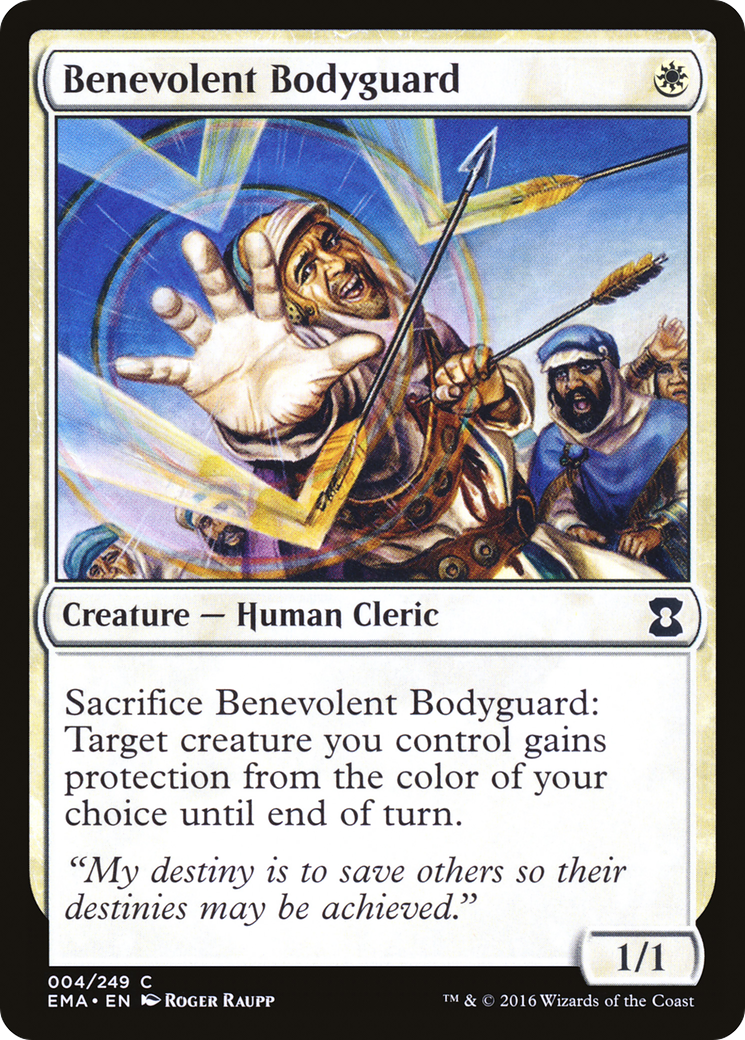 Benevolent Bodyguard
Creature — Human Cleric
Sacrifice Benevolent Bodyguard:
Target creature you control gains
protection from the color of your
choice until end of turn.
“My destiny is to save others so their
destinies may be achieved.”
1/1
004/249 C
EMA • EN Roger Raupp
™ & © 2016 Wizards of the Coast